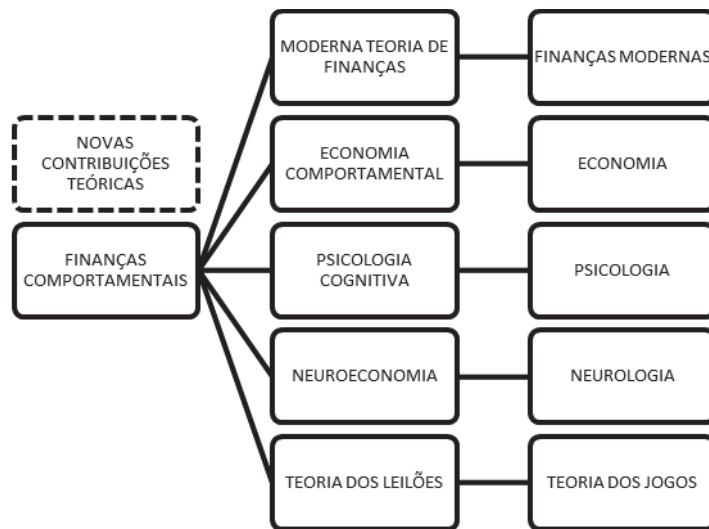 MODERNA TEORIA DE
FINANÇAS
FINANÇAS MODERNAS
NOVAS
CONTRIBUIÇÕES
TEÓRICAS
ECONOMIA
COMPORTAMENTAL
ECONOMIA
FINANÇAS
COMPORTAMENTAIS
PSICOLOGIA
COGNITIVA
PSICOLOGIA
NEUROECONOMIA
NEUROLOGIA
TEORIA DOS LEILÕES
TEORIA DOS JOGOS